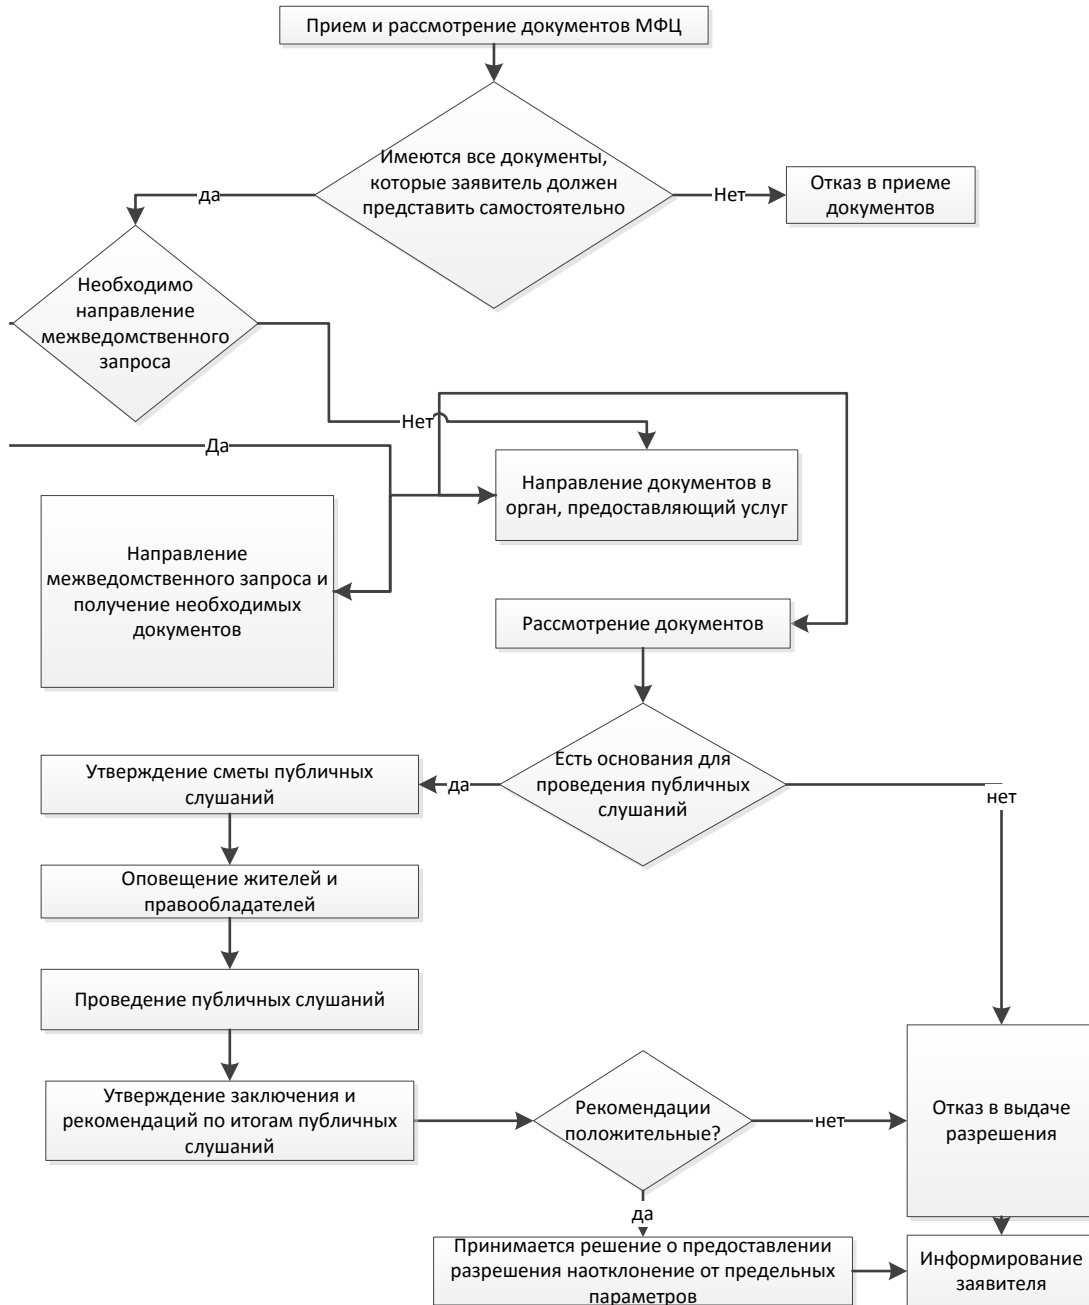 Прием и рассмотрение документов МФЦ
Имеются все документы,
которые заявитель должен
представить самостоятельно
да
Нет
Отказ в приеме
документов
Необходимо
направление
межведомственного
запроса
Нет
Да
Направление документов в
орган, предоставляющий услуг
Направление
межведомственного запроса и
получение необходимых
документов
Рассмотрение документов
Есть основания для
проведения публичных
слушаний
да
нет
Утверждение сметы публичных
слушаний
Оповещение жителей и
правообладателей
Проведение публичных слушаний
Утверждение заключения и
рекомендаций по итогам публичных
слушаний
Рекомендации
положительные?
нет
Отказ в выдаче
разрешения
да
Принимается решение о предоставлении
разрешения наотклонение от предельных
параметров
Информирование
заявителя